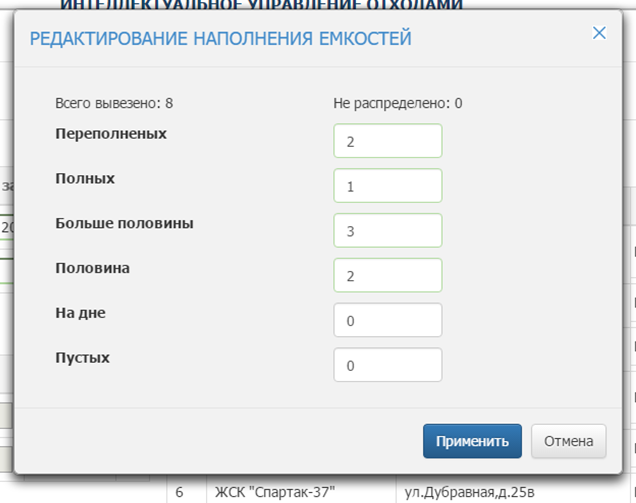 ИНТЕЛЛЕКТУАЛЬНОЕ УПРАВЛЕНИЕ ОТХОДАМИ
РЕДАКТИРОВАНИЕ НАПОЛНЕНИЯ ЕМКОСТЕЙ
Всего вывезено: 8 Не распределено: 0
Переполненых 2
Полных 1
за
Больше половины 3
20
Половина 2
На дне 0
Пустых 0
Применить Отмена
6 ЖСК "Спартак-37" ул.Дубравная,д.25в